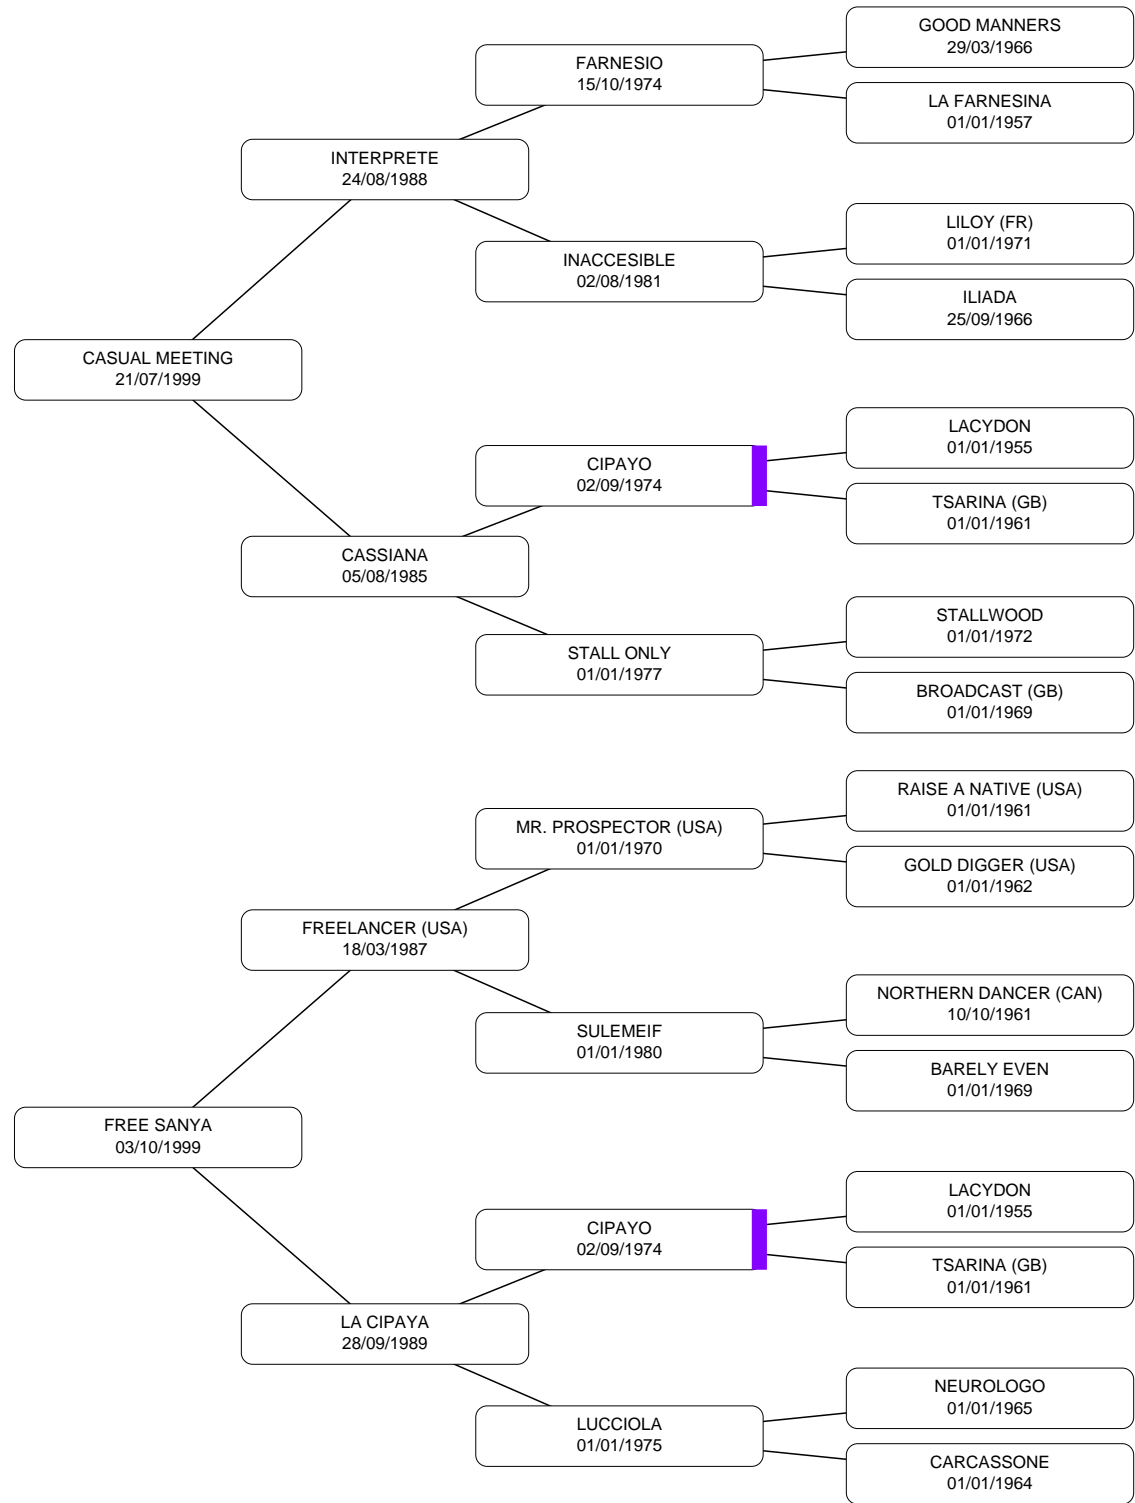 GOOD MANNERS
29/03/1966
FARNESIO
15/10/1974
LA FARNESINA
01/01/1957
INTERPRETE
24/08/1988
LILOY (FR)
01/01/1971
INACCESIBLE
02/08/1981
ILIADA
25/09/1966
CASUAL MEETING
21/07/1999
LACYDON
01/01/1955
CIPAYO
02/09/1974
TSARINA (GB)
01/01/1961
CASSIANA
05/08/1985
STALLWOOD
01/01/1972
STALL ONLY
01/01/1977
BROADCAST (GB)
01/01/1969
RAISE A NATIVE (USA)
01/01/1961
MR. PROSPECTOR (USA)
01/01/1970
GOLD DIGGER (USA)
01/01/1962
FREELANCER (USA)
18/03/1987
NORTHERN DANCER (CAN)
10/10/1961
SULEMEIF
01/01/1980
BARELY EVEN
01/01/1969
FREE SANYA
03/10/1999
LACYDON
01/01/1955
CIPAYO
02/09/1974
TSARINA (GB)
01/01/1961
LA CIPAYA
28/09/1989
NEUROLOGO
01/01/1965
LUCCIOLA
01/01/1975
CARCASSONE
01/01/1964